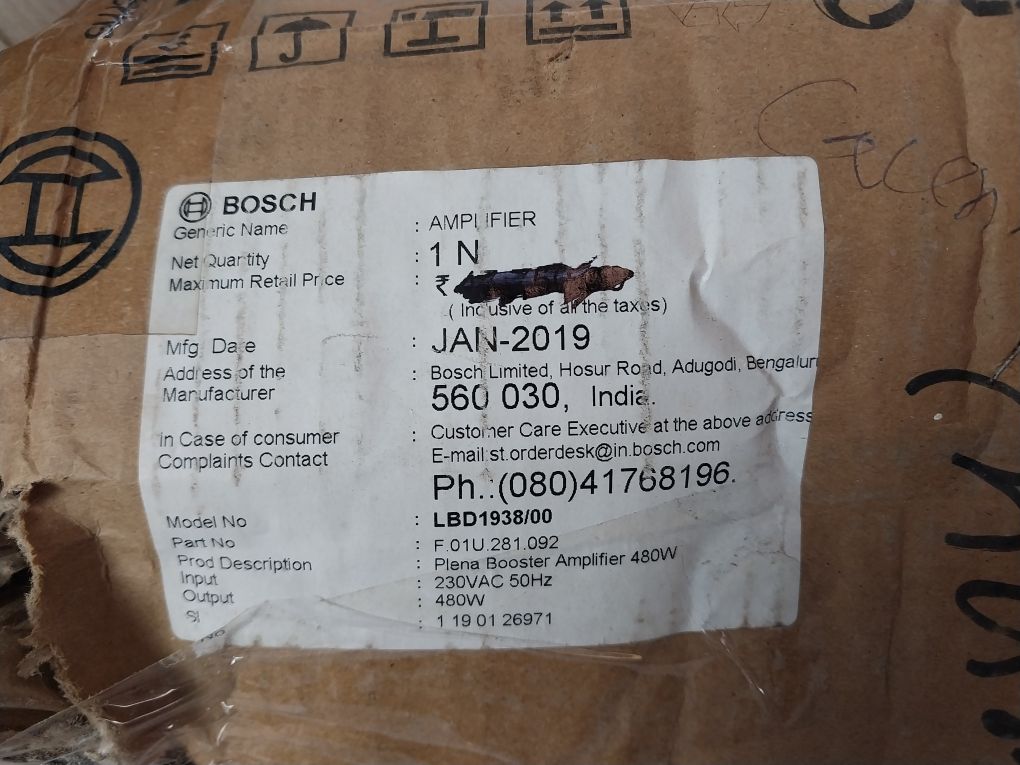 BOSCH
Generic Name : AMPLIFIER
Net Quantity : 1 N
Maximum Retail Price : ₹
( Inclusive of all the taxes)
Mfg Date : JAN-2019
Address of the : Bosch Limited, Hosur Road, Adugodi, Bengaluru
Manufacturer 560 030, India.
in Case of consumer : Customer Care Executive at the above address
Complaints Contact E-mail:st.orderdesk@in.bosch.com
Ph.:(080)41768196.
Model No : LBD1938/00
Part No : F.01U.281.092
Prod Description : Plena Booster Amplifier 480W
Input : 230VAC 50Hz
Output : 480W
Sl : 1 19 01 26971
No